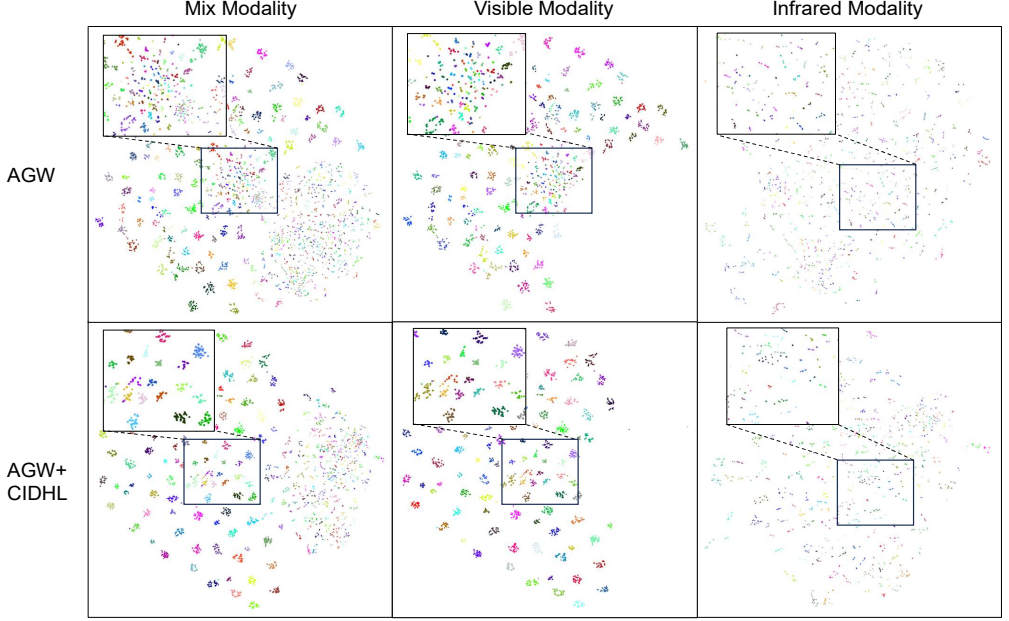 Mix Modality
Visible Modality
Infrared Modality
AGW
AGW+
CIDHL